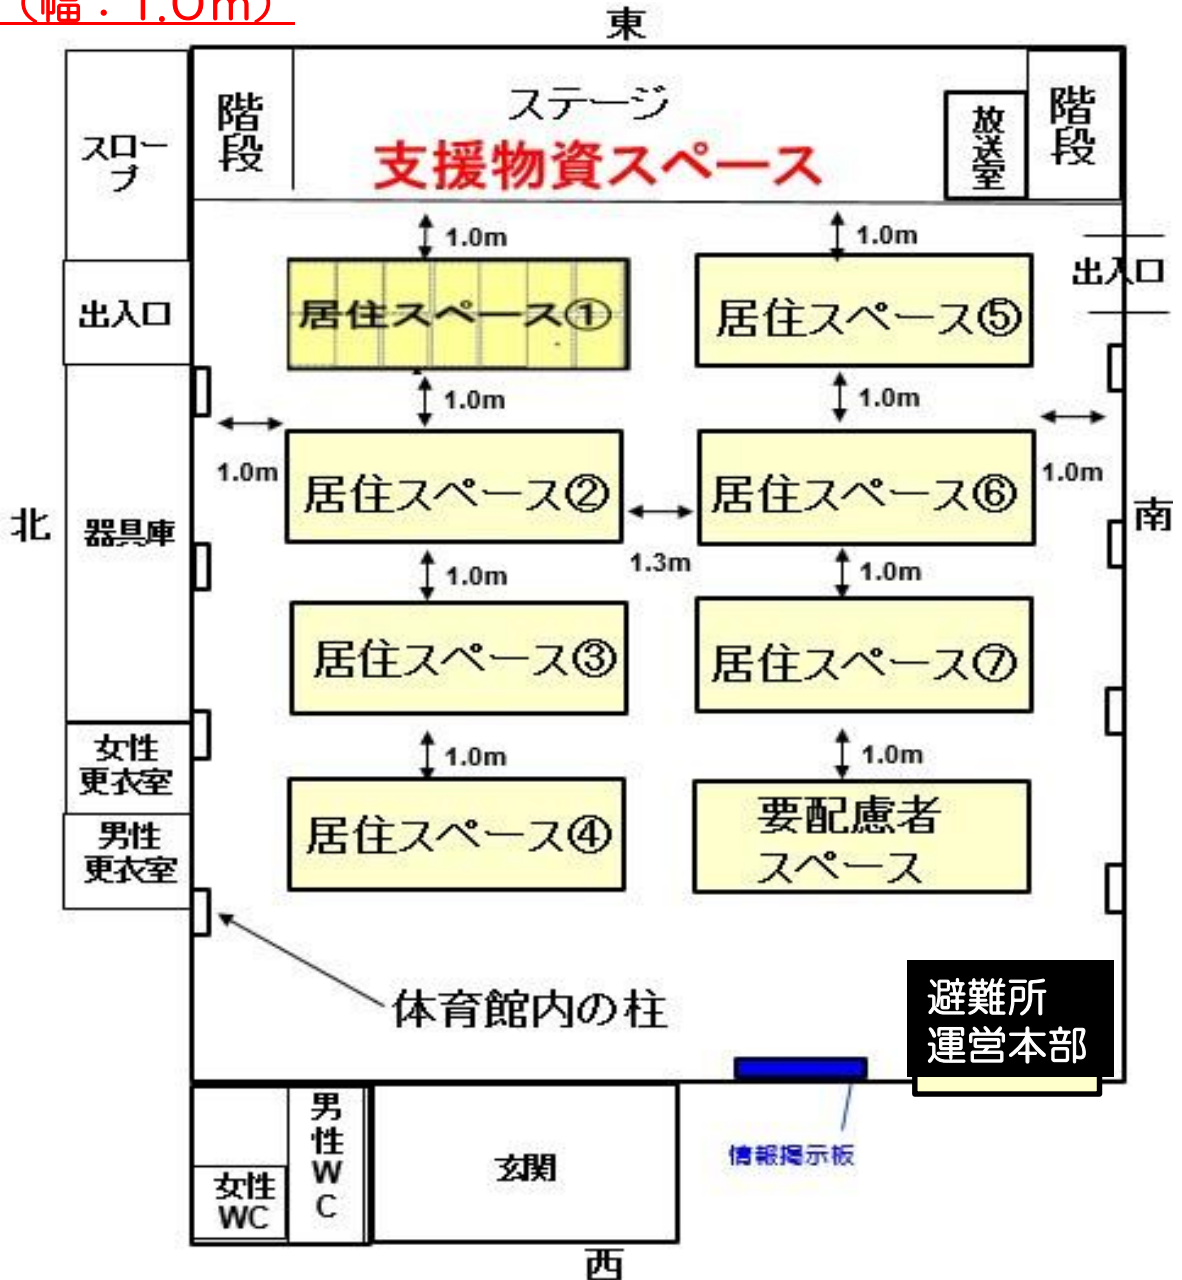 (幅：1.0m)
東
階段
ステージ
支援物資スペース
放送室
階段
スロープ
1.0m
1.0m
出入口
出入口
居住スペース①
居住スペース⑤
1.0m
1.0m
1.0m
1.0m
居住スペース②
居住スペース⑥
北
器具庫
南
1.3m
1.0m
1.0m
居住スペース③
居住スペース⑦
女性
更衣室
1.0m
1.0m
男性
更衣室
居住スペース④
要配慮者
スペース
体育館内の柱
避難所
運営本部
男性WC
女性
WC
玄関
情報掲示板
西